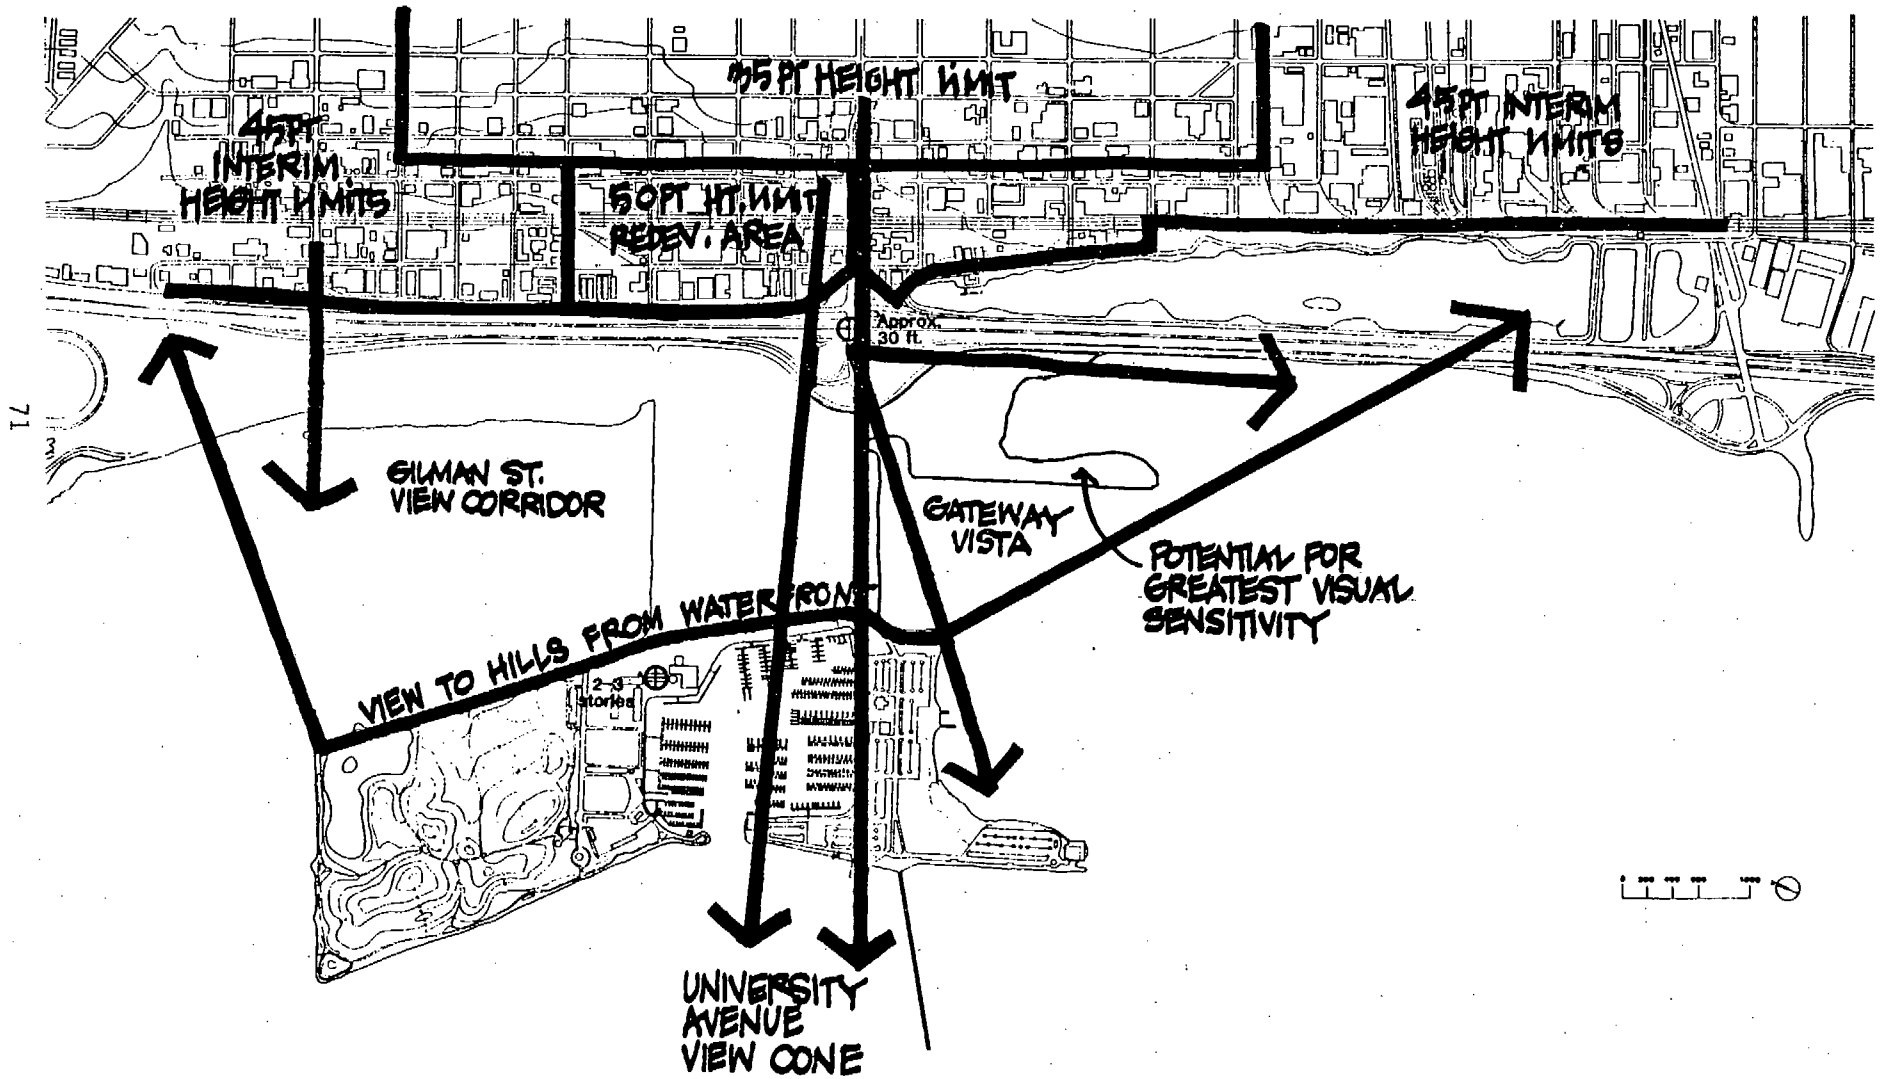 35 FT HEIGHT LIMIT
45 FT
INTERIM
HEIGHT LIMITS
45 FT INTERIM
HEIGHT LIMITS
50 FT HT. LIMIT
REDEV. AREA
Approx.
30 ft.
71
GILMAN ST.
VIEW CORRIDOR
GATEWAY
VISTA
POTENTIAL FOR
GREATEST VISUAL
SENSITIVITY
VIEW TO HILLS FROM WATERFRONT
2-3
stories
UNIVERSITY
AVENUE
VIEW CONE